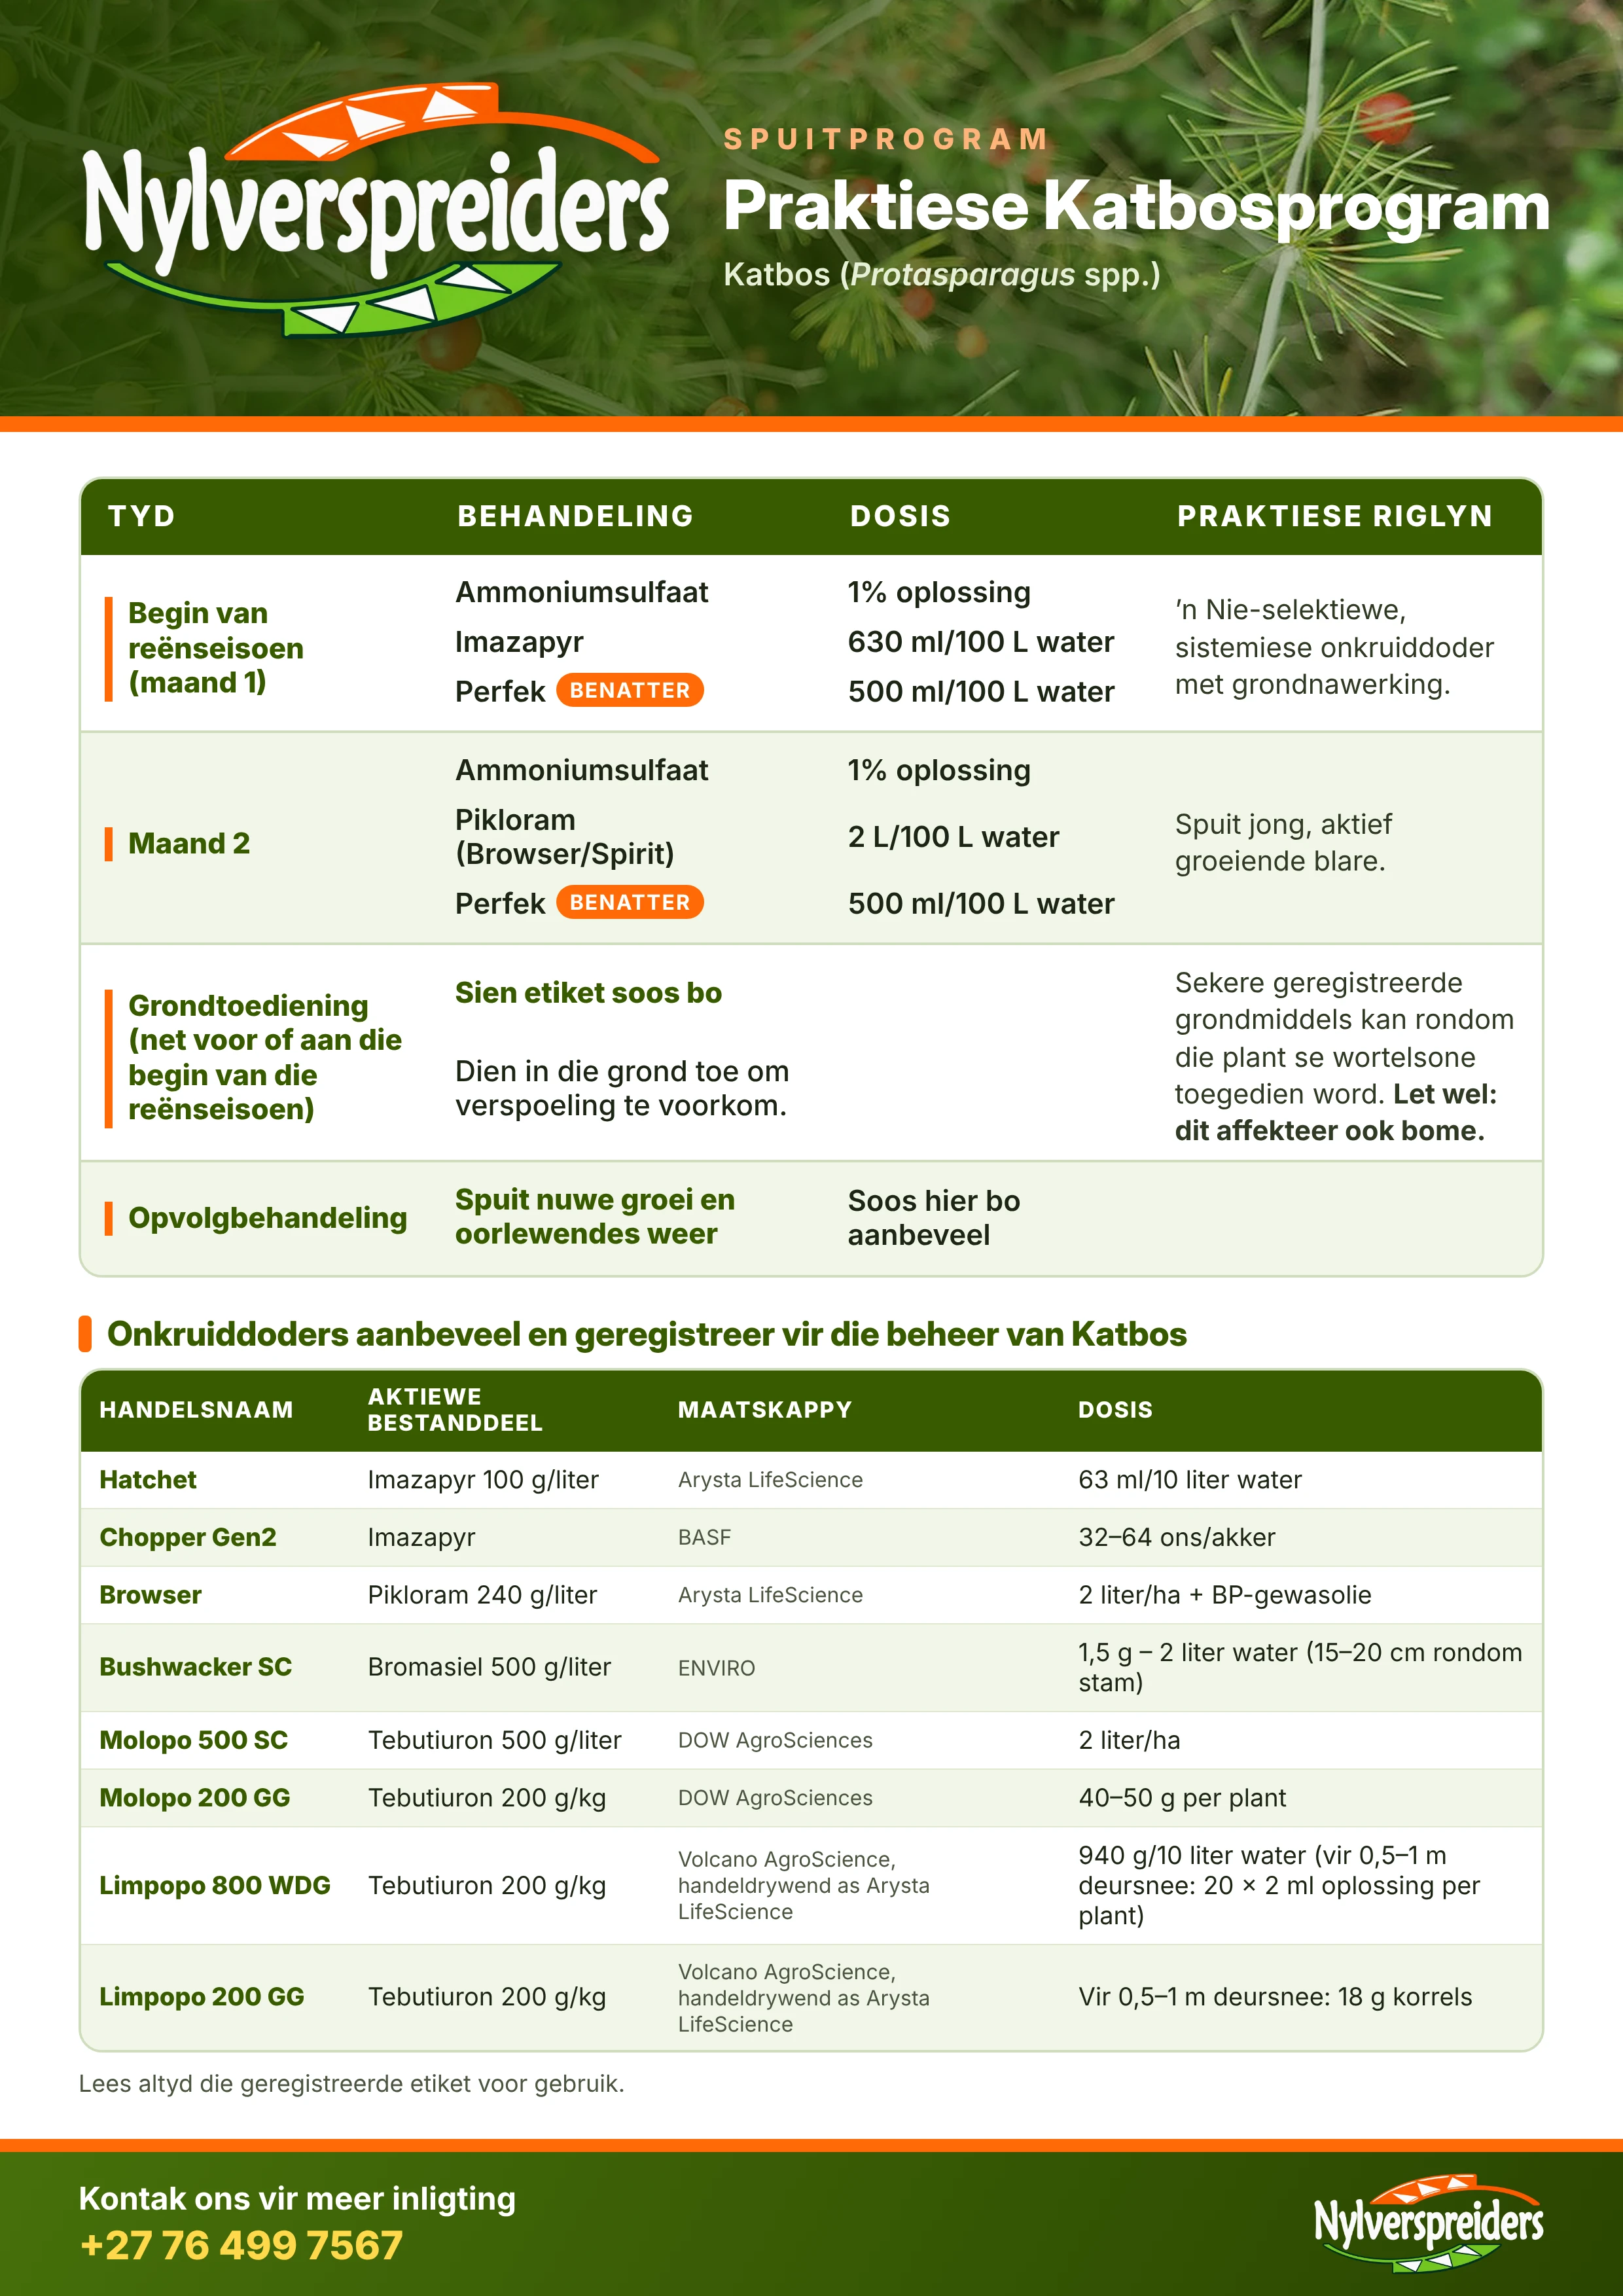 Nylverspreiders
SPUITPROGRAM
Praktiese Katbosprogram
Katbos (Protasparagus spp.)
TYD BEHANDELING DOSIS PRAKTIESE RIGLYN
Begin van
reënseisoen
(maand 1)
Ammoniumsulfaat 1% oplossing
Imazapyr 630 ml/100 L water
Perfek BENATTER 500 ml/100 L water
’n Nie-selektiewe,
sistemiese onkruiddoder
met grondnawerking.
Maand 2
Ammoniumsulfaat 1% oplossing
Pikloram
(Browser/Spirit)
2 L/100 L water
Perfek BENATTER 500 ml/100 L water
Spuit jong, aktief
groeiende blare.
Grondtoediening
(net voor of aan die
begin van die
reënseisoen)
Sien etiket soos bo
Dien in die grond toe om
verspoeling te voorkom.
Sekere geregistreerde
grondmiddels kan rondom
die plant se wortelsone
toegedien word. Let wel:
dit affekteer ook bome.
Opvolgbehandeling
Spuit nuwe groei en
oorlewendes weer
Soos hier bo
aanbeveel
Onkruiddoders aanbeveel en geregistreer vir die beheer van Katbos
HANDELSNAAM
AKTIEWE
BESTANDDEEL
MAATSKAPPY
DOSIS
Hatchet Imazapyr 100 g/liter Arysta LifeScience 63 ml/10 liter water
Chopper Gen2 Imazapyr BASF 32–64 ons/akker
Browser Pikloram 240 g/liter Arysta LifeScience 2 liter/ha + BP-gewasolie
Bushwacker SC Bromasiel 500 g/liter ENVIRO
1,5 g – 2 liter water (15–20 cm rondom
stam)
Molopo 500 SC Tebutiuron 500 g/liter DOW AgroSciences 2 liter/ha
Molopo 200 GG Tebutiuron 200 g/kg DOW AgroSciences 40–50 g per plant
Limpopo 800 WDG Tebutiuron 200 g/kg
Volcano AgroScience,
handeldrywend as Arysta
LifeScience
940 g/10 liter water (vir 0,5–1 m
deursnee: 20 × 2 ml oplossing per
plant)
Limpopo 200 GG Tebutiuron 200 g/kg
Volcano AgroScience,
handeldrywend as Arysta
LifeScience
Vir 0,5–1 m deursnee: 18 g korrels
Lees altyd die geregistreerde etiket voor gebruik.
Kontak ons vir meer inligting
+27 76 499 7567
Nylverspreiders